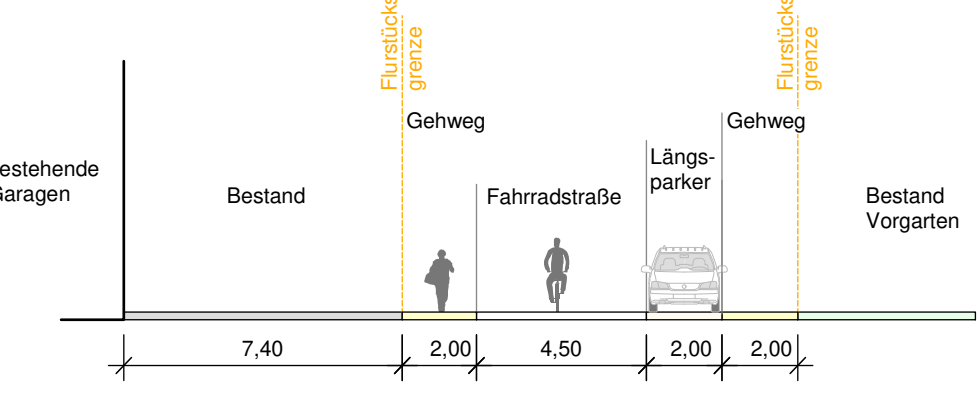 Flurstücks
grenze
Flurstücks
grenze
Gehweg
Gehweg
Längs-
parker
estehende
Garagen
Bestand
Fahrradstraße
Bestand
Vorgarten
7,40
2,00
4,50
2,00
2,00